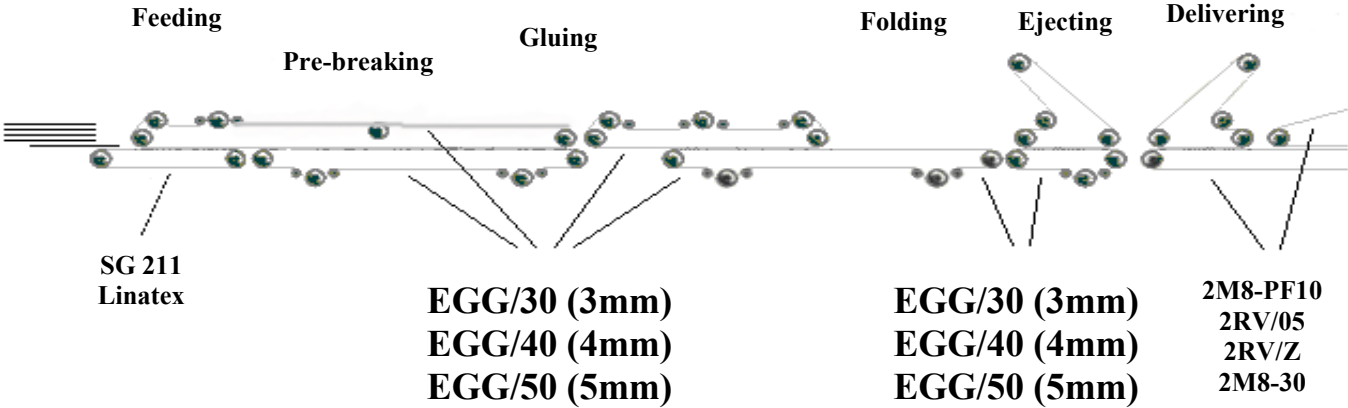 Feeding
Pre-breaking
Gluing
Folding
Ejecting
Delivering
SG 211
Linatex
EGG/30 (3mm)
EGG/40 (4mm)
EGG/50 (5mm)
EGG/30 (3mm)
EGG/40 (4mm)
EGG/50 (5mm)
2M8-PF10
2RV/05
2RV/Z
2M8-30